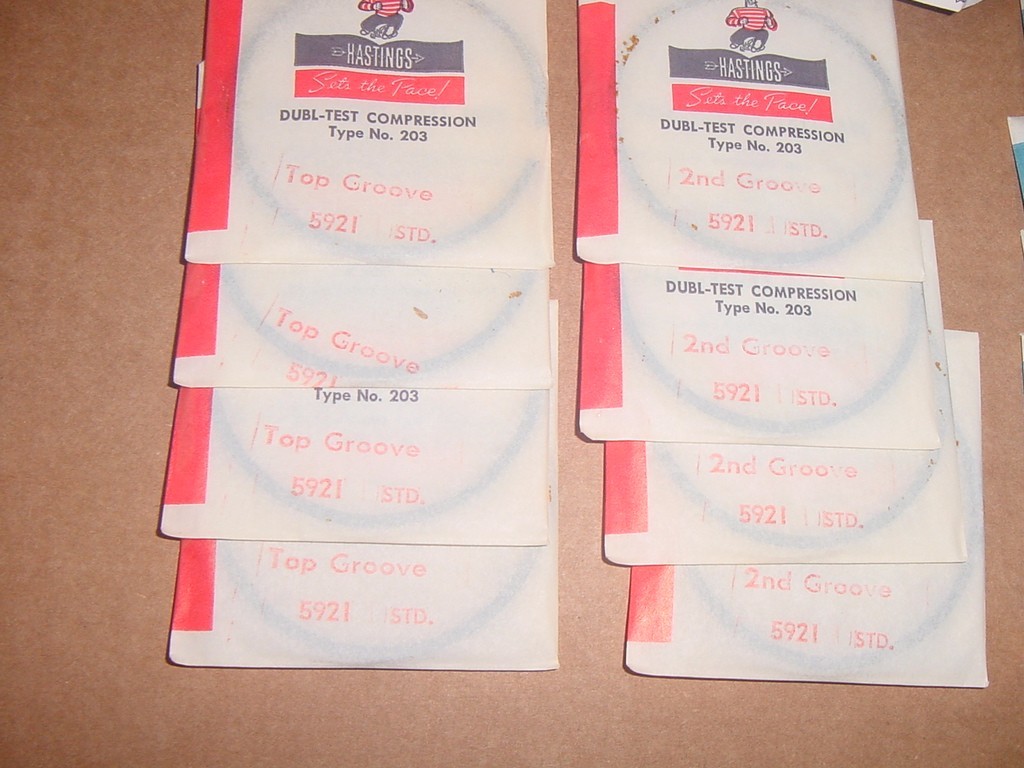 HASTINGS
Sets the Pace!
DUBL-TEST COMPRESSION
Type No. 203
Top Groove
5921 STD.
Top Groove
5921
Type No. 203
Top Groove
5921 STD.
Top Groove
5921 STD.
HASTINGS
Sets the Pace!
DUBL-TEST COMPRESSION
Type No. 203
2nd Groove
5921 STD.
DUBL-TEST COMPRESSION
Type No. 203
2nd Groove
5921 STD.
2nd Groove
5921 STD.
2nd Groove
5921 STD.